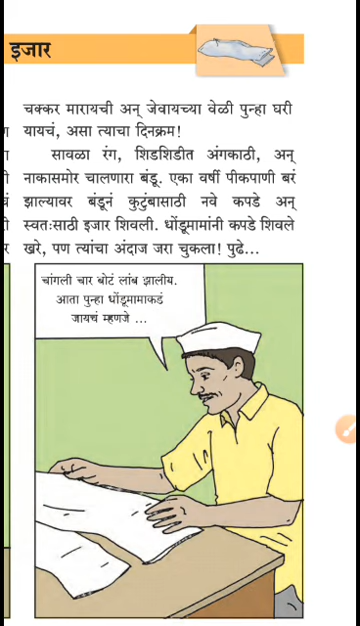 इजार
चक्कर मारायची अन् जेवायच्या वेळी पुन्हा घरी
यायचं, असा त्याचा दिनक्रम!
सावळा रंग, शिडशिडीत अंगकाठी, अन्
नाकासमोर चालणारा बंडू. एका वर्षी पीकपाणी बरं
झाल्यावर बंडूनं कुटुंबासाठी नवे कपडे अन्
स्वतःसाठी इजार शिवली. धोंडूमामांनी कपडे शिवले
खरे, पण त्यांचा अंदाज जरा चुकला! पुढे...
चांगली चार बोटं लांब झालीय.
आता पुन्हा धोंडूमामाकडं
जायचं म्हणजे ...